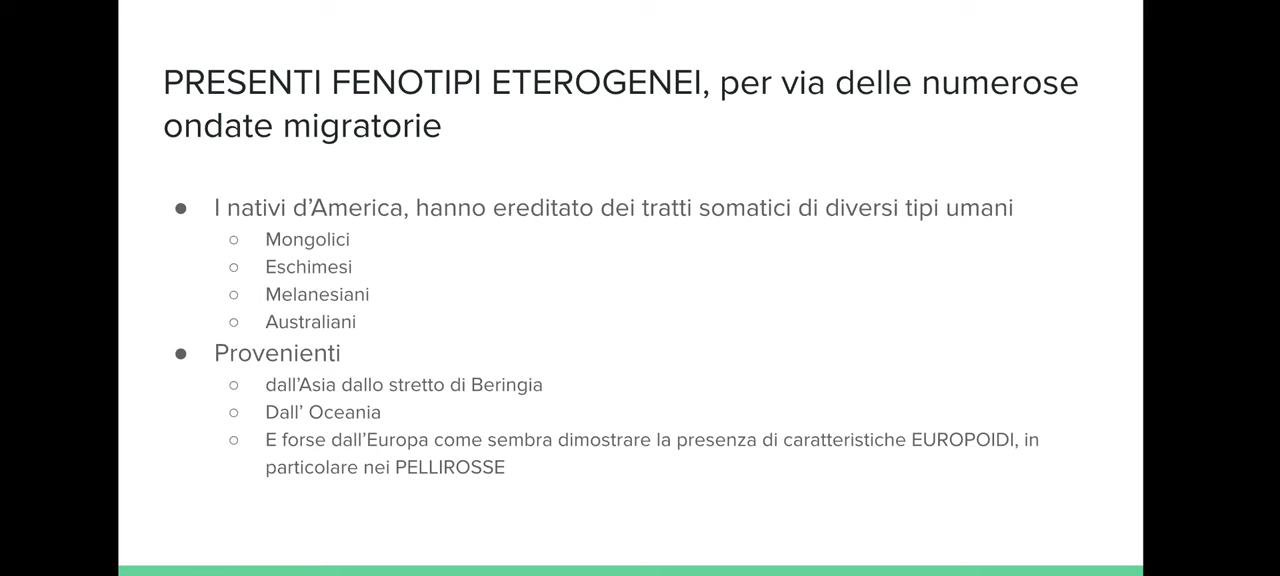 PRESENTI FENOTIPI ETEROGENEI, per via delle numerose
ondate migratorie
● I nativi d'America, hanno ereditato dei tratti somatici di diversi tipi umani
○ Mongolici
○ Eschimesi
○ Melanesiani
○ Australiani
● Provenienti
○ dall'Asia dallo stretto di Beringia
○ Dall' Oceania
○ E forse dall'Europa come sembra dimostrare la presenza di caratteristiche EUROPOIDI, in
particolare nei PELLIROSSE